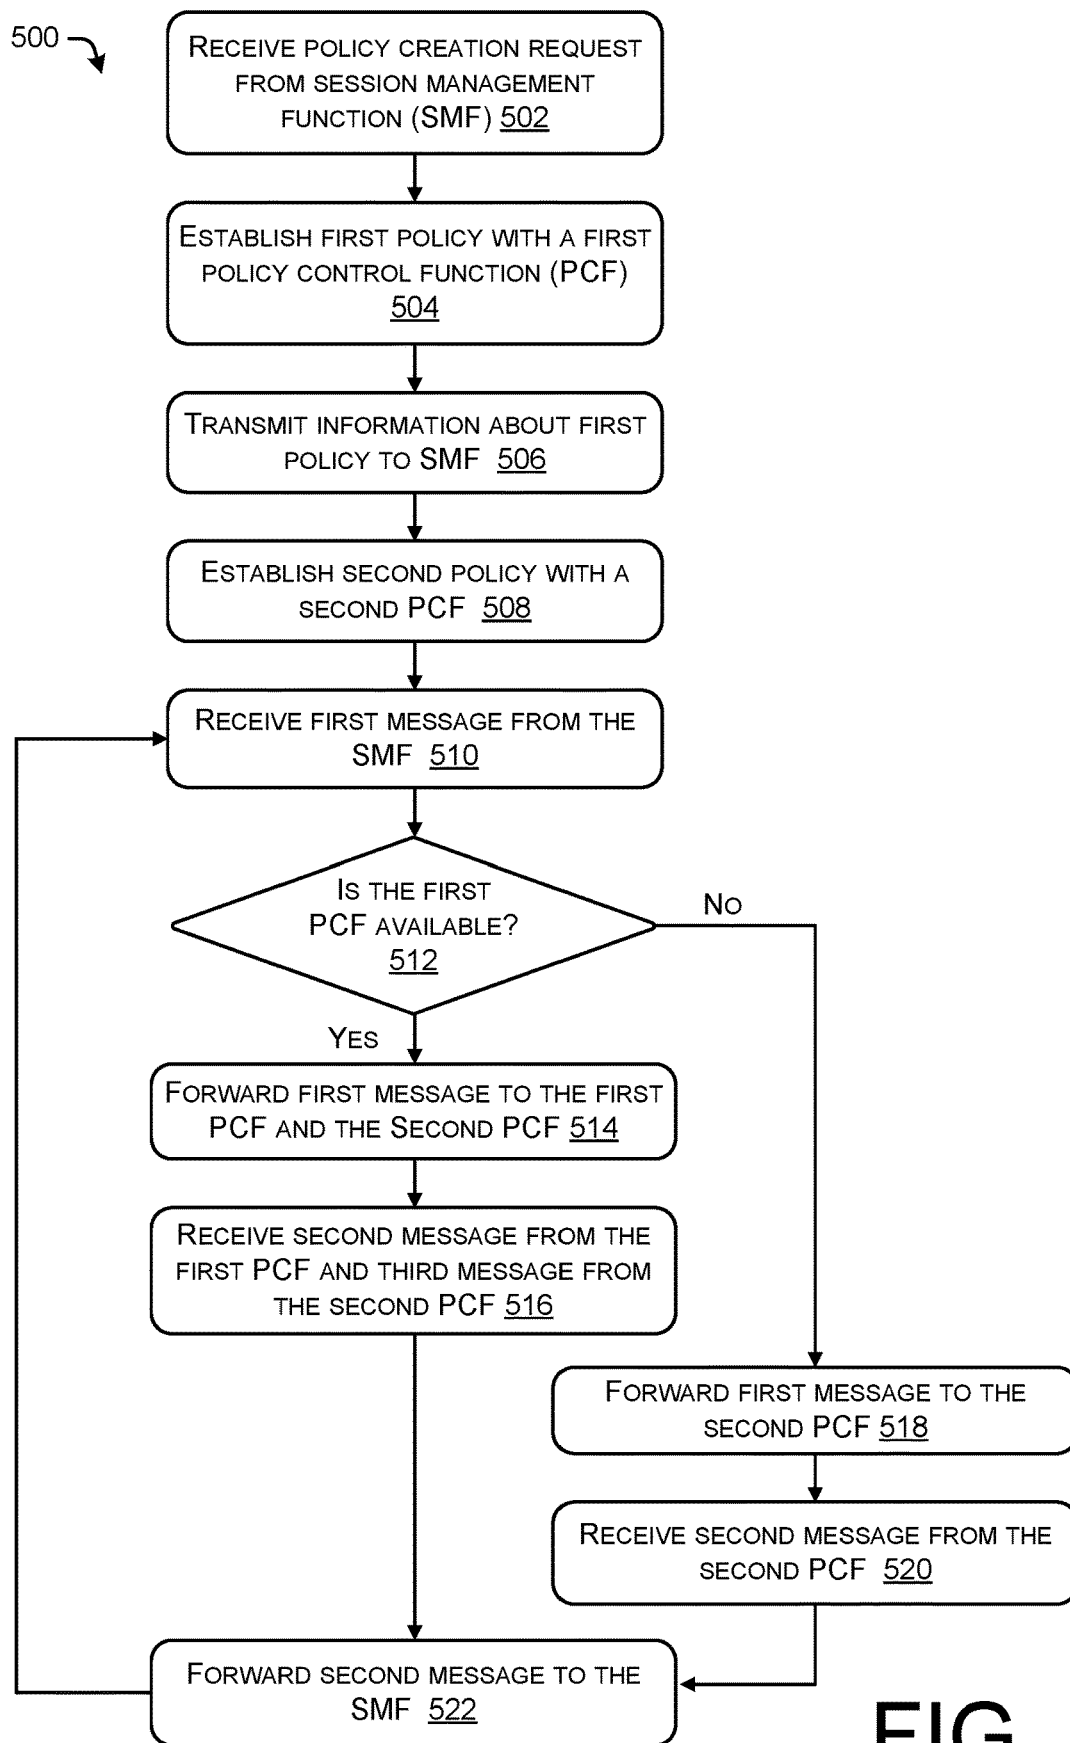 500
RECEIVE POLICY CREATION REQUEST
FROM SESSION MANAGEMENT
FUNCTION (SMF) 502
ESTABLISH FIRST POLICY WITH A FIRST
POLICY CONTROL FUNCTION (PCF)
504
TRANSMIT INFORMATION ABOUT FIRST
POLICY TO SMF 506
ESTABLISH SECOND POLICY WITH A
SECOND PCF 508
RECEIVE FIRST MESSAGE FROM THE
SMF 510
IS THE FIRST
PCF AVAILABLE?
512
NO
YES
FORWARD FIRST MESSAGE TO THE FIRST
PCF AND THE SECOND PCF 514
RECEIVE SECOND MESSAGE FROM THE
FIRST PCF AND THIRD MESSAGE FROM
THE SECOND PCF 516
FORWARD FIRST MESSAGE TO THE
SECOND PCF 518
RECEIVE SECOND MESSAGE FROM THE
SECOND PCF 520
FORWARD SECOND MESSAGE TO THE
SMF 522
FIG